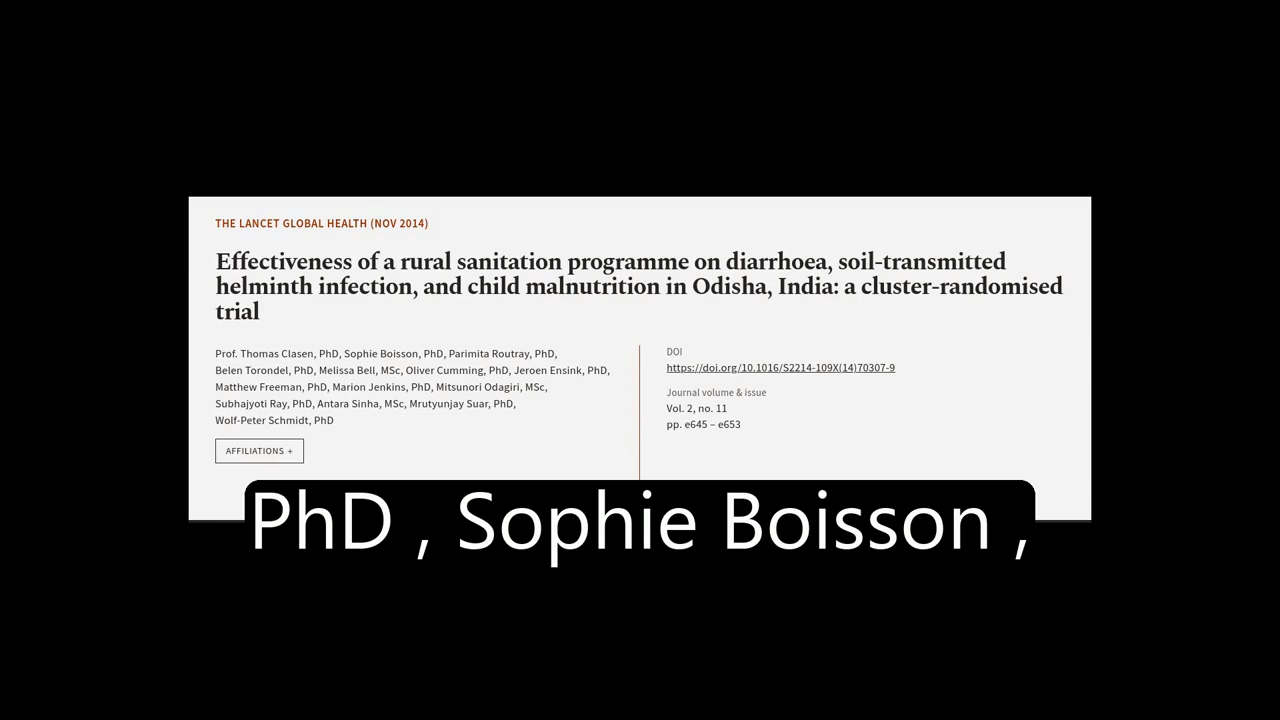 THE LANCET GLOBAL HEALTH (NOV 2014)
Effectiveness of a rural sanitation programme on diarrhoea, soil-transmitted
helminth infection, and child malnutrition in Odisha, India: a cluster-randomised
trial
Prof. Thomas Clasen, PhD, Sophie Boisson, PhD, Parimita Routray, PhD,
Belen Torondel, PhD, Melissa Bell, MSc, Oliver Cumming, PhD, Jeroen Ensink, PhD,
Matthew Freeman, PhD, Marion Jenkins, PhD, Mitsunori Odagiri, MSc,
Subhajyoti Ray, PhD, Antara Sinha, MSc, Mrutyunjay Suar, PhD,
Wolf-Peter Schmidt, PhD
AFFILIATIONS +
DOI
https://doi.org/10.1016/S2214-109X(14)70307-9
Journal volume & issue
Vol. 2, no. 11
pp. e645 – e653
PhD , Sophie Boisson ,